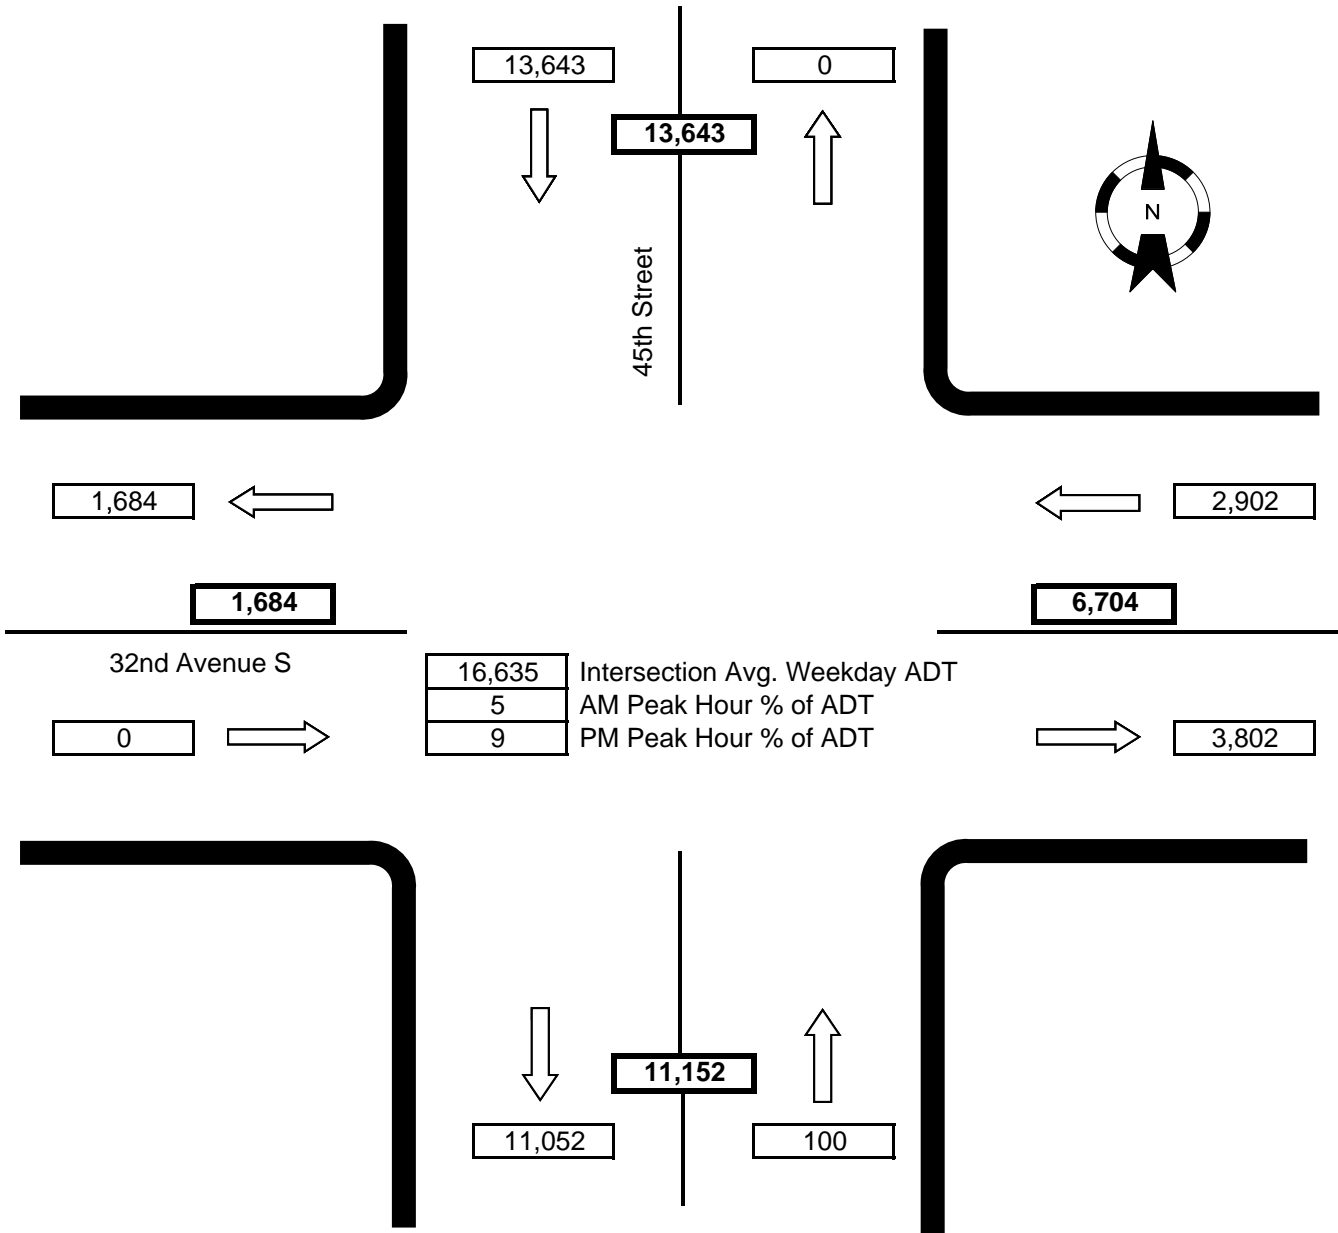 13,643
0
13,643
N
45th Street
1,684
2,902
1,684
6,704
32nd Avenue S
16,635 Intersection Avg. Weekday ADT
5 AM Peak Hour % of ADT
9 PM Peak Hour % of ADT
0
3,802
11,152
11,052
100